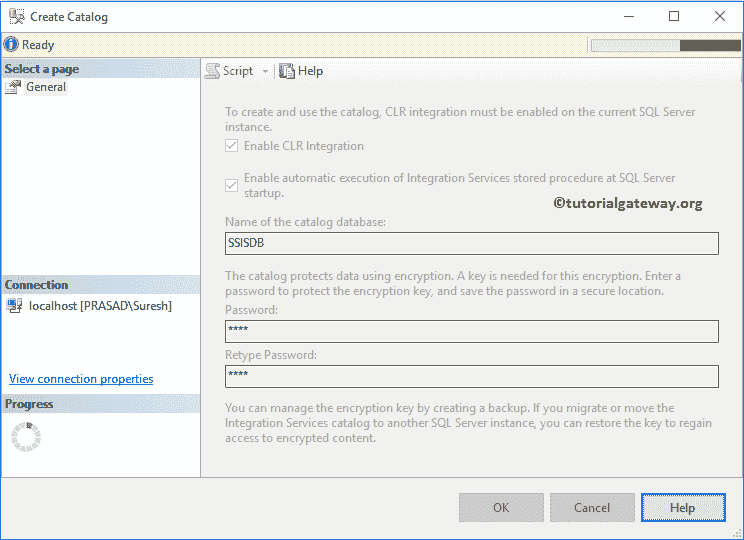 Create Catalog
Ready
Select a page
General
Script
Help
To create and use the catalog, CLR integration must be enabled on the current SQL Server
instance.
Enable CLR Integration
Enable automatic execution of Integration Services stored procedure at SQL Server
startup.
©tutorialgateway.org
Name of the catalog database:
SSISDB
The catalog protects data using encryption. A key is needed for this encryption. Enter a
password to protect the encryption key, and save the password in a secure location.
Password:
****
Retype Password:
****
You can manage the encryption key by creating a backup. If you migrate or move the
Integration Services catalog to another SQL Server instance, you can restore the key to regain
access to encrypted content.
Connection
localhost [PRASAD\Suresh]
View connection properties
Progress
OK
Cancel
Help